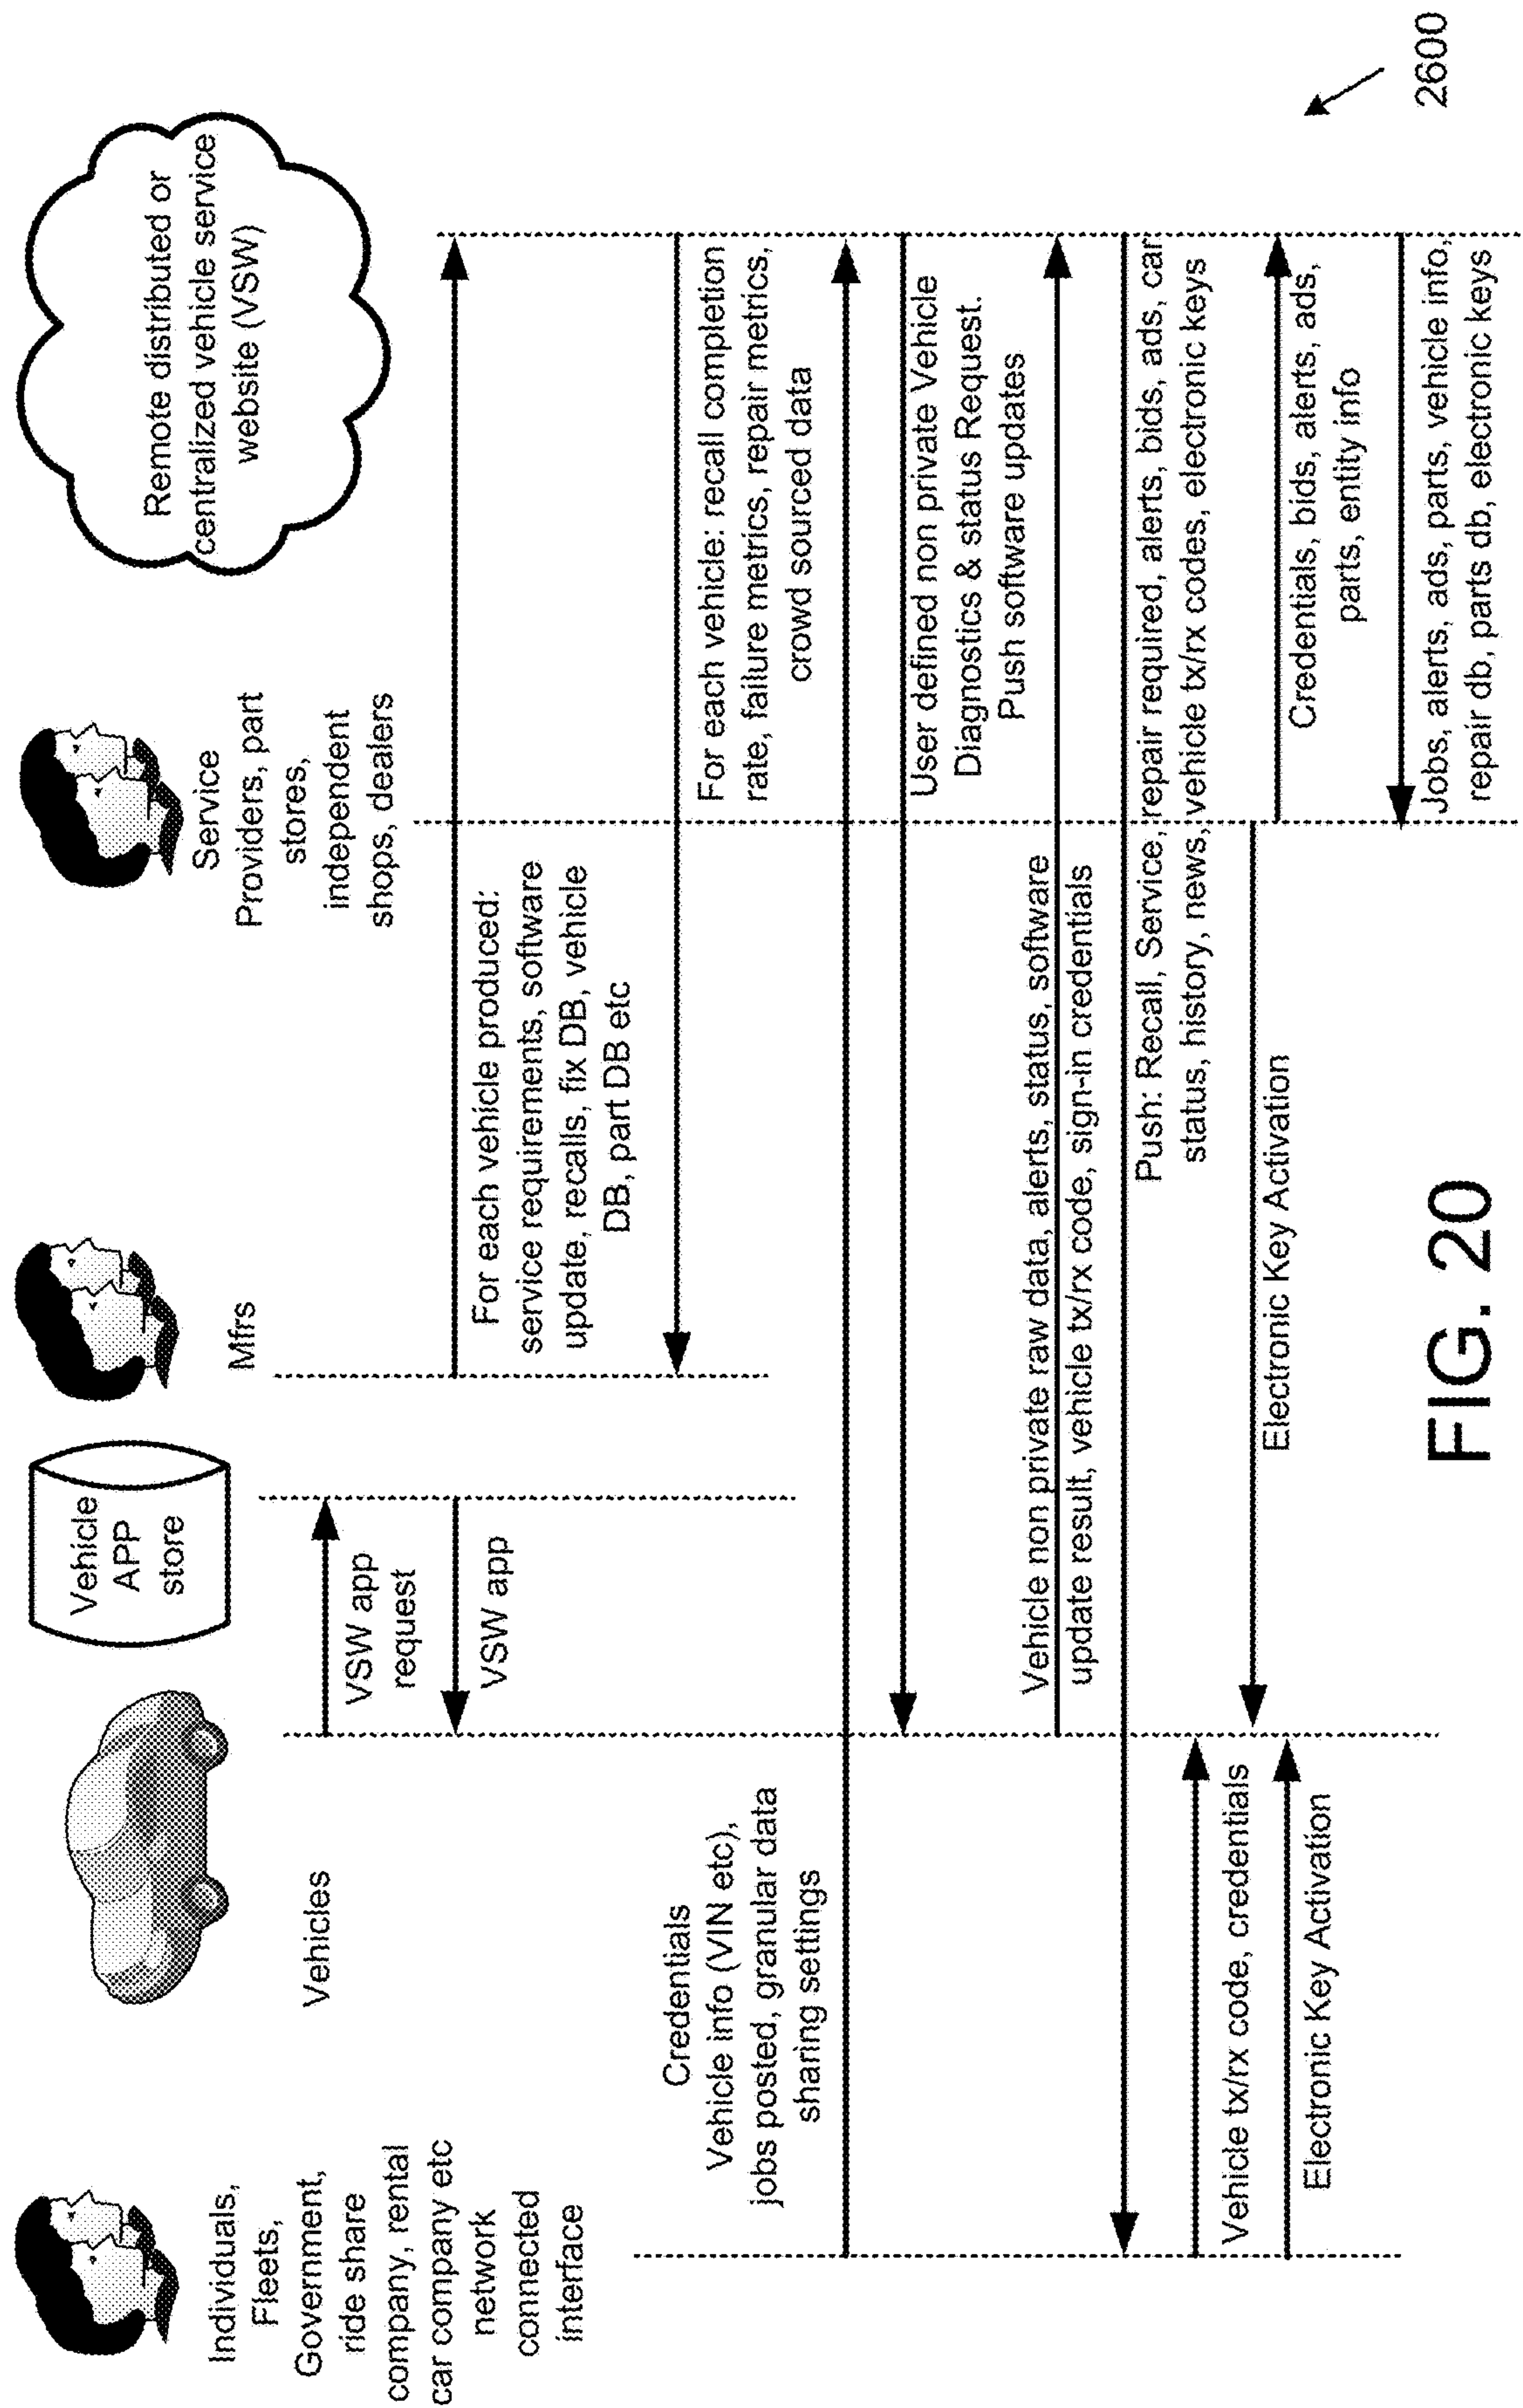 Individuals,
Fleets,
Government,
ride share
company, rental
car company etc
network
connected
interface
Vehicles
Vehicle
APP
store
Mfrs
Service
Providers, part
stores,
independent
shops, dealers
Remote distributed or
centralized vehicle service
website (VSW)
VSW app
request
VSW app
For each vehicle produced:
service requirements, software
update, recalls, fix DB, vehicle
DB, part DB etc
For each vehicle: recall completion
rate, failure metrics, repair metrics,
crowd sourced data
Credentials
Vehicle info (VIN etc),
jobs posted, granular data
sharing settings
User defined non private Vehicle
Diagnostics & status Request.
Push software updates
Vehicle non private raw data, alerts, status, software
update result, vehicle tx/rx code, sign-in credentials
Push: Recall, Service, repair required, alerts, bids, ads, car
status, history, news, vehicle tx/rx codes, electronic keys
Vehicle tx/rx code, credentials
Electronic Key Activation
Electronic Key Activation
Credentials, bids, alerts, ads,
parts, entity info
Jobs, alerts, ads, parts, vehicle info,
repair db, parts db, electronic keys
FIG. 20
2600